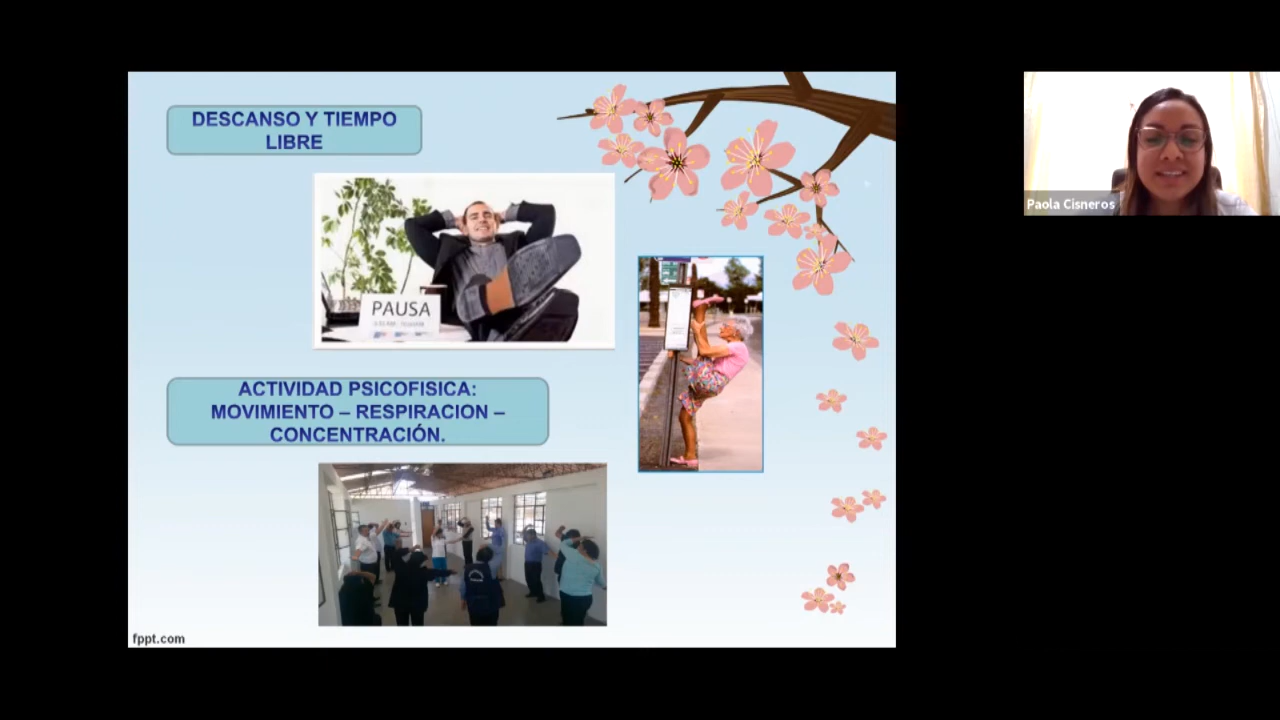 DESCANSO Y TIEMPO
LIBRE
PAUSA
ACTIVIDAD PSICOFISICA:
MOVIMIENTO – RESPIRACION –
CONCENTRACIÓN.
fppt.com
Paola Cisneros